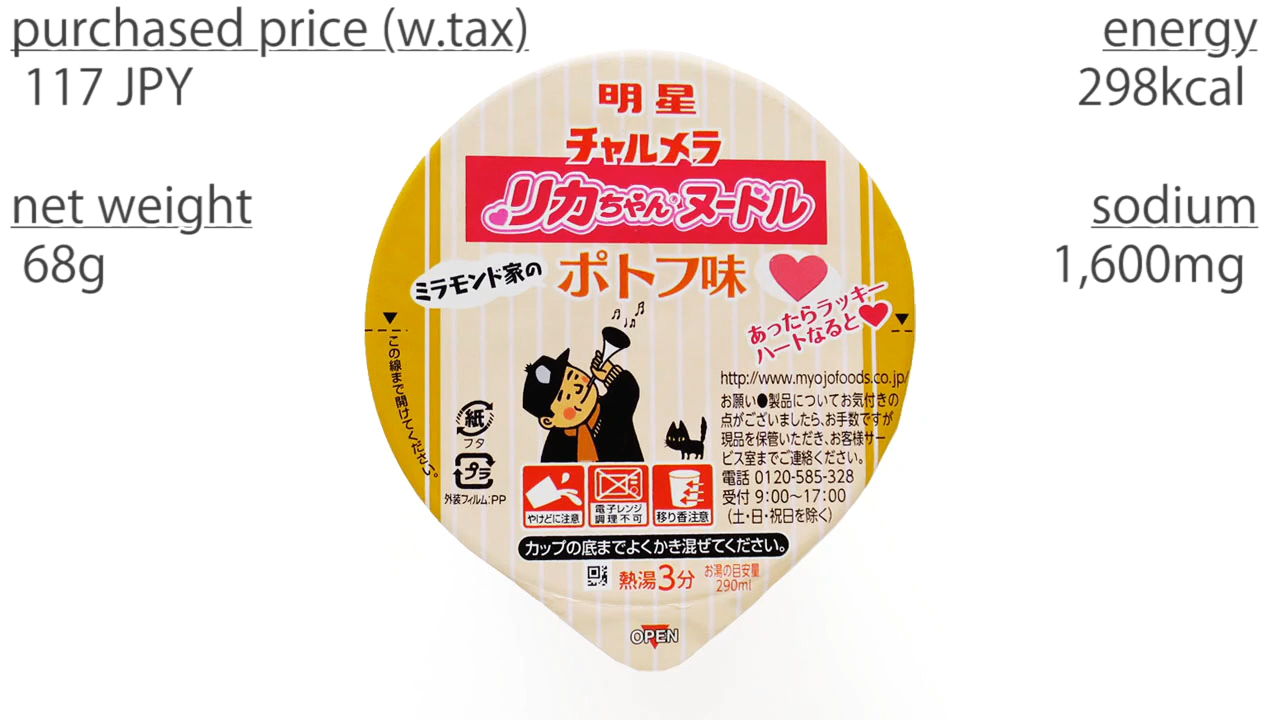 purchased price (w.tax)
117 JPY
net weight
68g
energy
298kcal
sodium
1,600mg
明星
チャルメラ
リカちゃんヌードル
ミラモンド家の
ポトフ味
あったらラッキー
ハートなると
この線まで開けてください。
http://www.myojofoods.co.jp/
お願い●製品についてお気付きの
点がございましたら、お手数ですが
現品を保管いただき、お客様サー
ビス室までご連絡ください。
電話 0120-585-328
受付 9:00～17:00
(土・日・祝日を除く)
紙
フタ
プラ
外装フィルム:PP
やけどに注意
電子レンジ
調理不可
移り香注意
カップの底までよくかき混ぜてください。
熱湯3分
お湯の目安量
290ml
OPEN